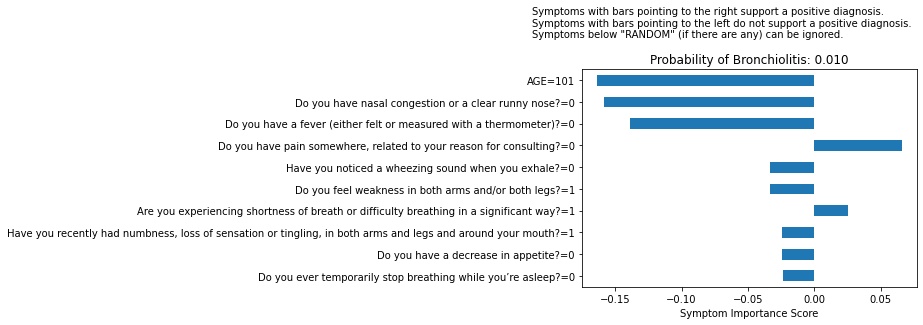 Symptoms with bars pointing to the right support a positive diagnosis.
Symptoms with bars pointing to the left do not support a positive diagnosis.
Symptoms below "RANDOM" (if there are any) can be ignored.
Probability of Bronchiolitis: 0.010
AGE=101
Do you have nasal congestion or a clear runny nose?=0
Do you have a fever (either felt or measured with a thermometer)?=0
Do you have pain somewhere, related to your reason for consulting?=0
Have you noticed a wheezing sound when you exhale?=0
Do you feel weakness in both arms and/or both legs?=1
Are you experiencing shortness of breath or difficulty breathing in a significant way?=1
Have you recently had numbness, loss of sensation or tingling, in both arms and legs and around your mouth?=1
Do you have a decrease in appetite?=0
Do you ever temporarily stop breathing while you’re asleep?=0
−0.15 −0.10 −0.05 0.00 0.05
Symptom Importance Score